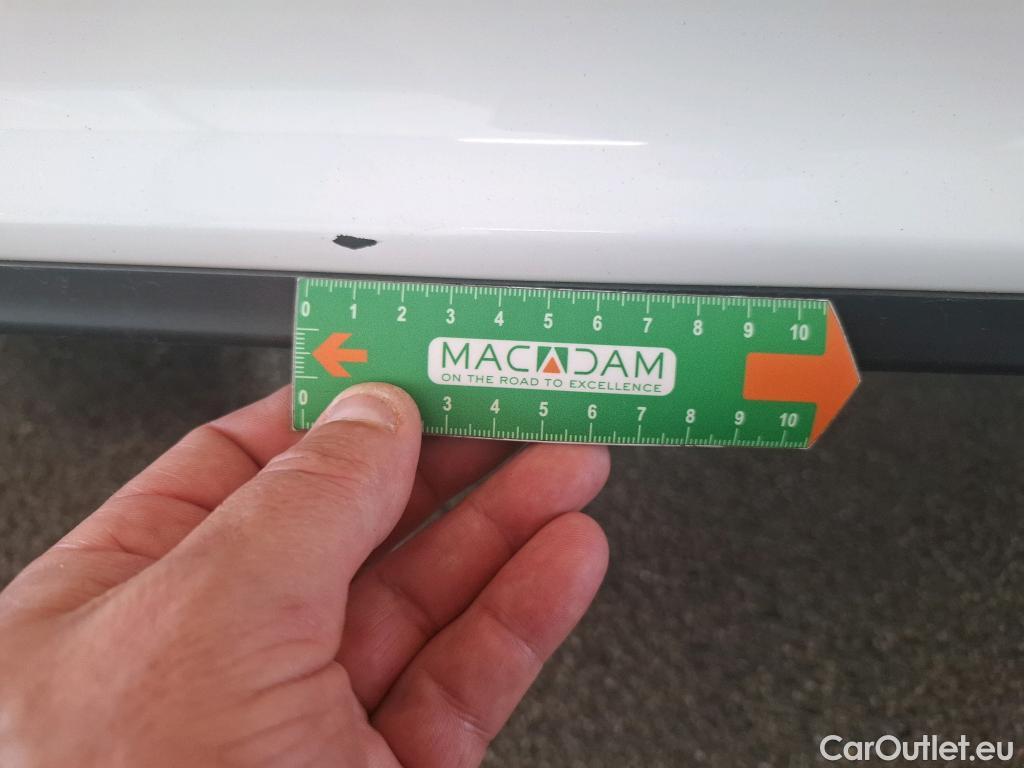 0 1 2 3 4 5 6 7 8 9 10
MACADAM
ON THE ROAD TO EXCELLENCE
0 3 4 5 6 7 8 9 10
CarOutlet.eu